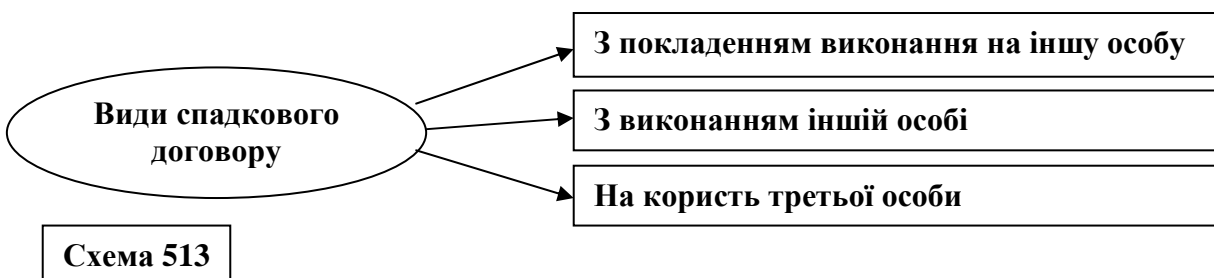 З покладенням виконання на іншу особу
Види спадкового
договору
З виконанням іншій особі
На користь третьої особи
Схема 513